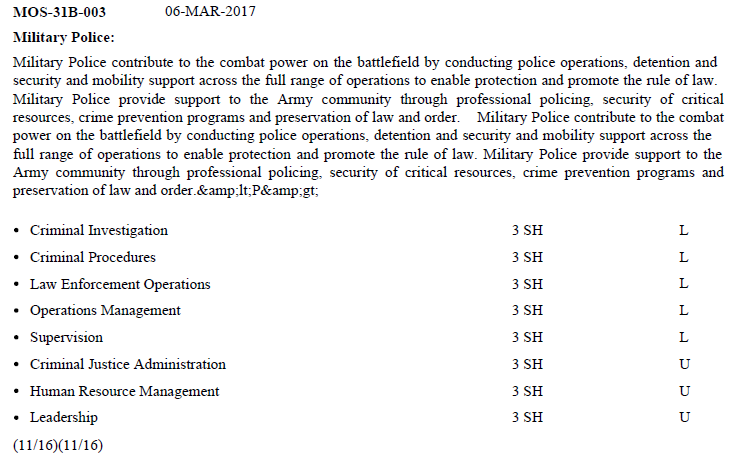 MOS-31B-003 06-MAR-2017
Military Police:
Military Police contribute to the combat power on the battlefield by conducting police operations, detention and
security and mobility support across the full range of operations to enable protection and promote the rule of law.
Military Police provide support to the Army community through professional policing, security of critical
resources, crime prevention programs and preservation of law and order. Military Police contribute to the combat
power on the battlefield by conducting police operations, detention and security and mobility support across the
full range of operations to enable protection and promote the rule of law. Military Police provide support to the
Army community through professional policing, security of critical resources, crime prevention programs and
preservation of law and order.&amp;lt;P&amp;gt;
• Criminal Investigation 3 SH L
• Criminal Procedures 3 SH L
• Law Enforcement Operations 3 SH L
• Operations Management 3 SH L
• Supervision 3 SH L
• Criminal Justice Administration 3 SH U
• Human Resource Management 3 SH U
• Leadership 3 SH U
(11/16)(11/16)